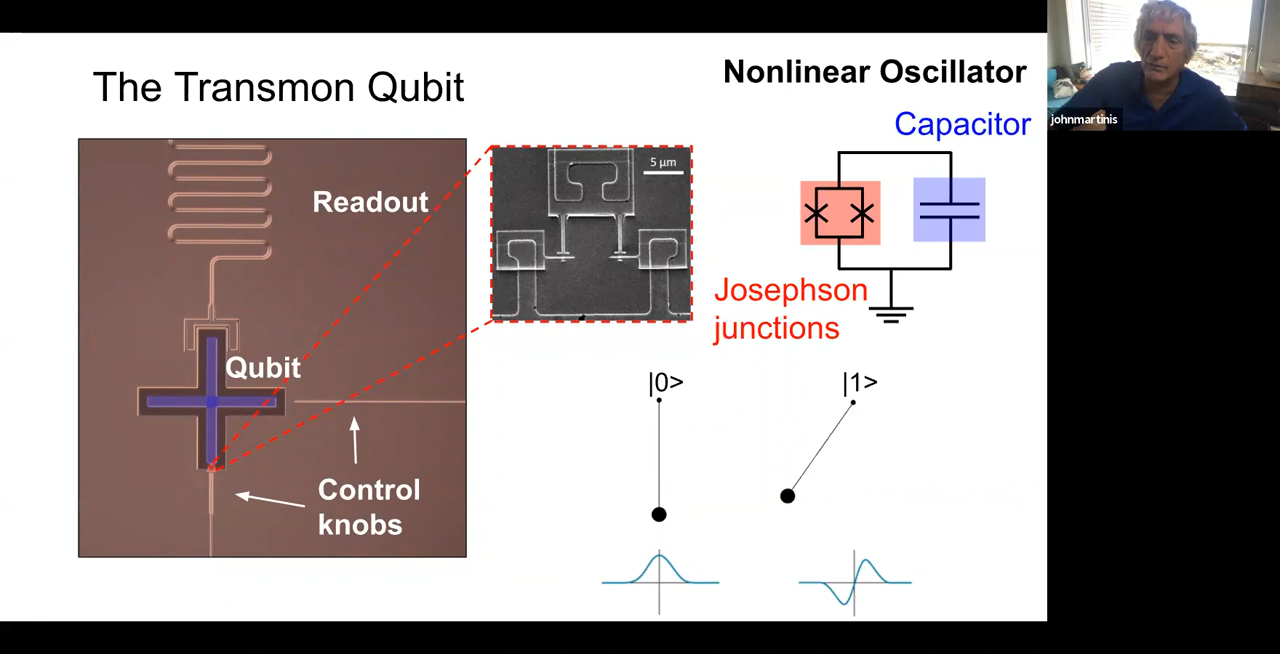 The Transmon Qubit
Nonlinear Oscillator
Capacitor
johnmartinis
Readout
5 μm
Qubit
Josephson
junctions
Control
knobs
|0>
|1>